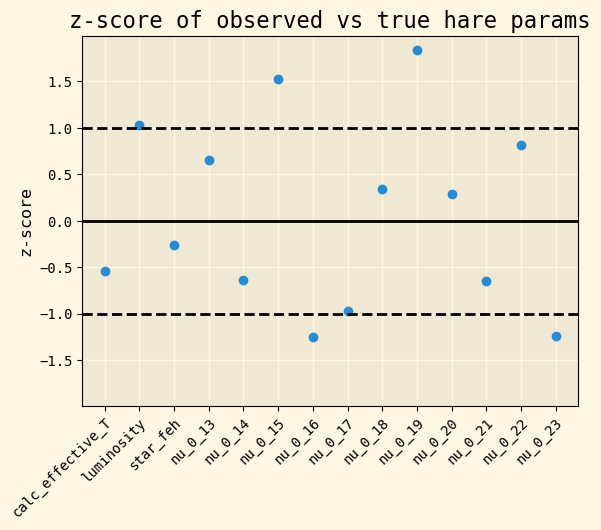 z-score of observed vs true hare params
z-score
1.5
1.0
0.5
0.0
−0.5
−1.0
−1.5
calc_effective_T
luminosity
star_feh
nu_0_13
nu_0_14
nu_0_15
nu_0_16
nu_0_17
nu_0_18
nu_0_19
nu_0_20
nu_0_21
nu_0_22
nu_0_23